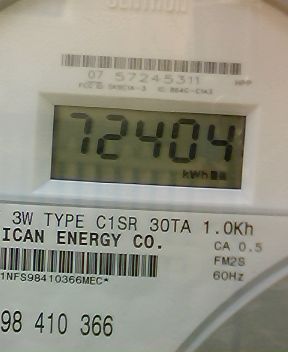 CENTRON
07 57245311
72404
kWh
3W TYPE C1SR 30TA 1.0Kh
ICAN ENERGY CO.
CA 0.5
FM2S
60Hz
1NFS98410366MEC*
98 410 366